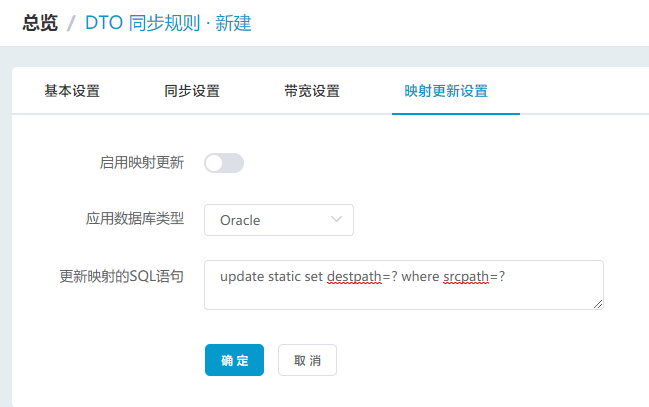 总览 / DTO 同步规则 · 新建
基本设置 同步设置 带宽设置 映射更新设置
启用映射更新
应用数据库类型 Oracle
更新映射的SQL语句 update static set destpath=? where srcpath=?
确 定 取 消